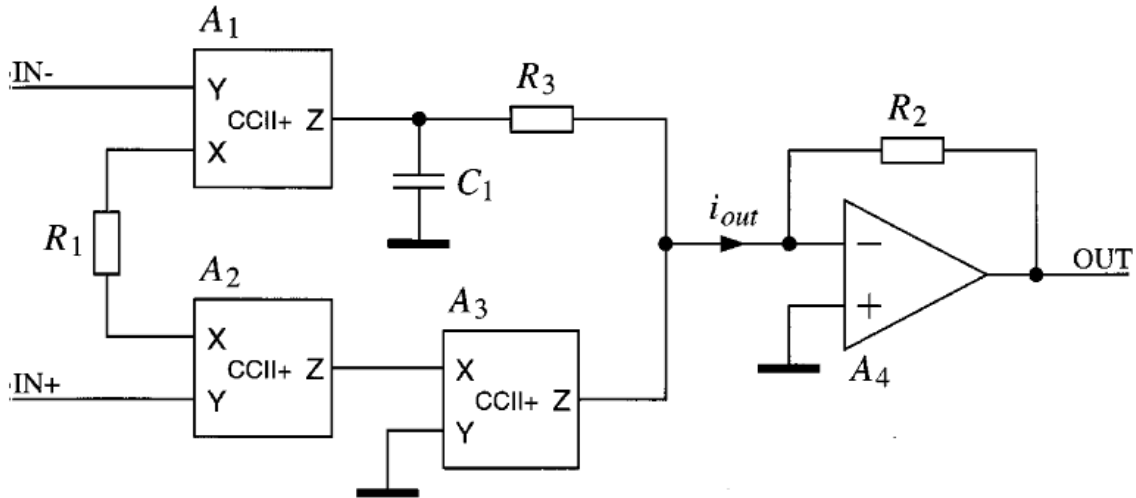 A1
IN-
Y
CCII+ Z
X
R3
R2
C1
iout
R1
A2
A3
X
CCII+ Z
Y
IN+
X
CCII+ Z
Y
−
+
OUT
A4